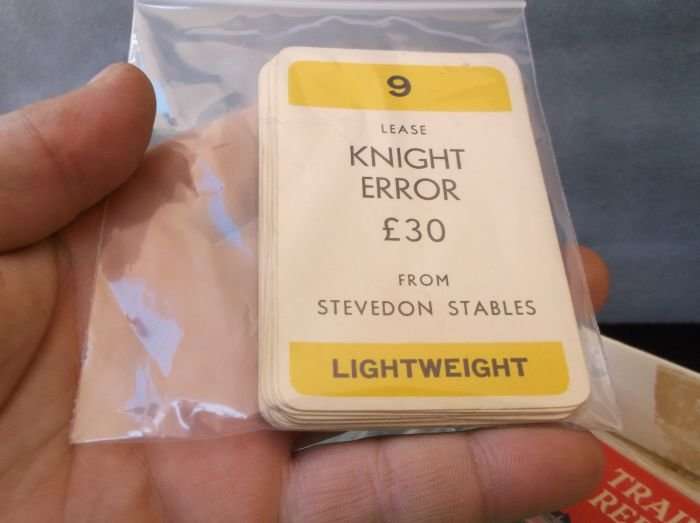 9
LEASE
KNIGHT
ERROR
£30
FROM
STEVEDON STABLES
LIGHTWEIGHT